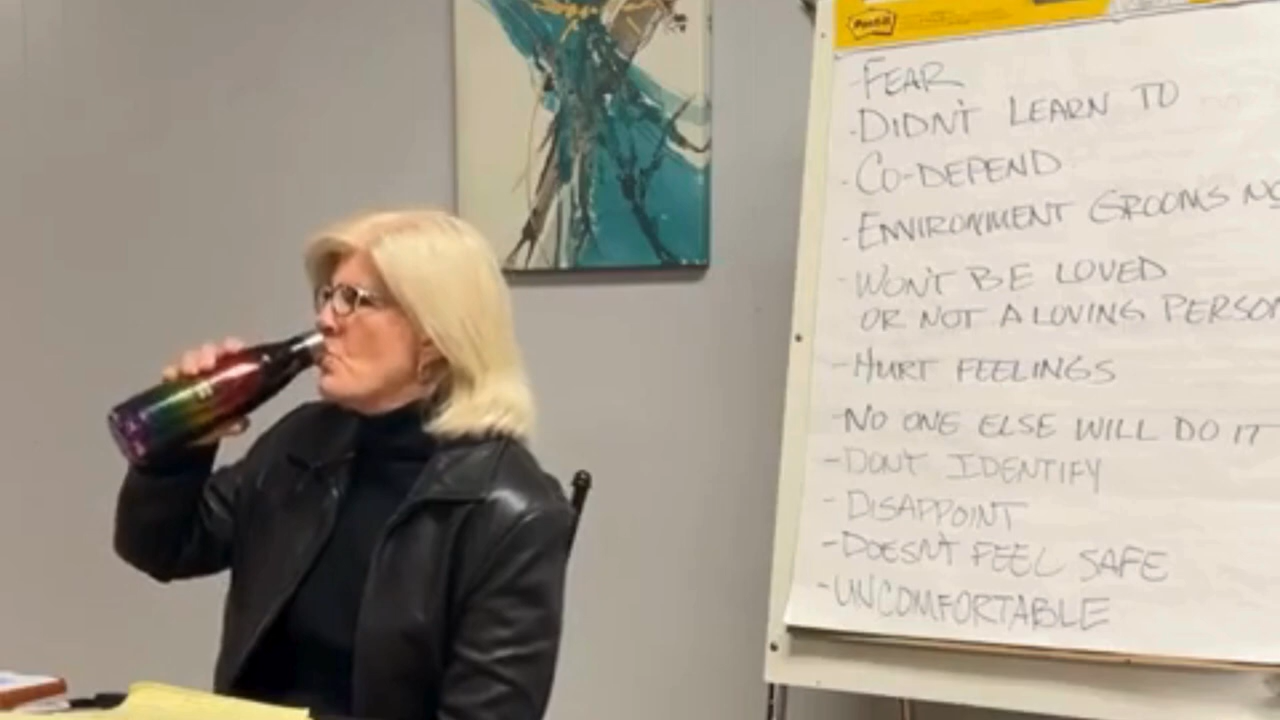 Post-it
-FEAR
-DIDN'T LEARN TO
-CO-DEPEND
-ENVIRONMENT GROOMS
-WON'T BE LOVED
OR NOT A LOVING PERSON
-HURT FEELINGS
-NO ONE ELSE WILL DO IT
-DONT IDENTIFY
-DISAPPOINT
-DOESN'T FEEL SAFE
-UNCOMFORTABLE